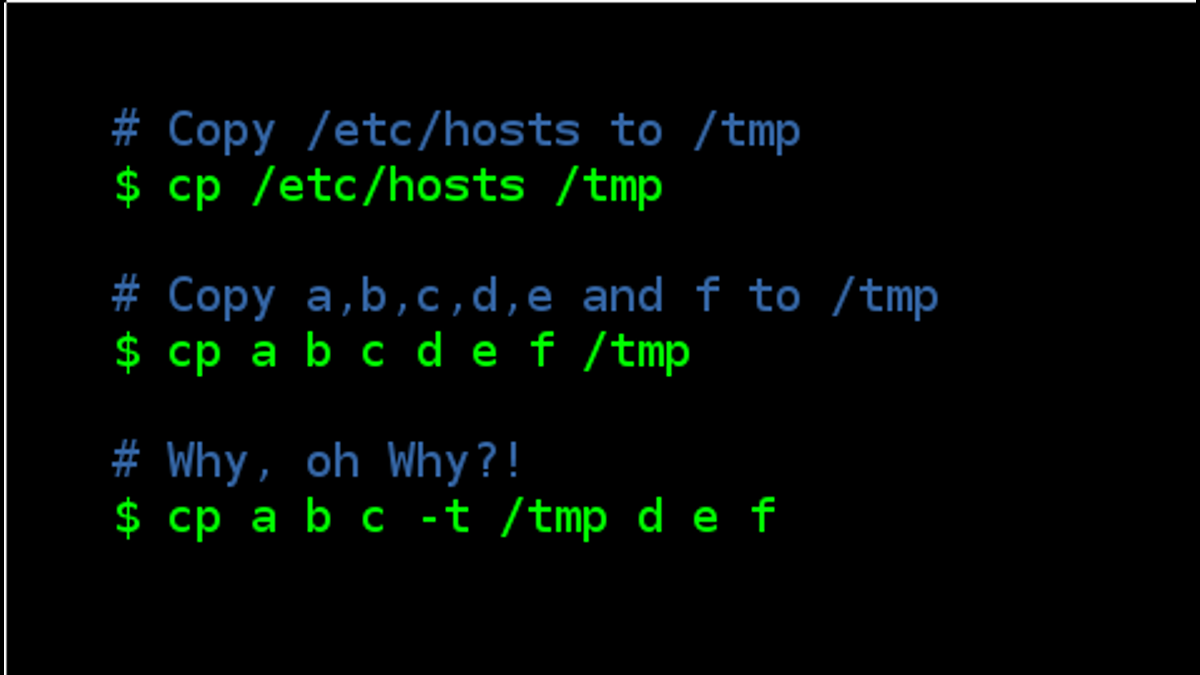 # Copy /etc/hosts to /tmp
$ cp /etc/hosts /tmp
# Copy a,b,c,d,e and f to /tmp
$ cp a b c d e f /tmp
# Why, oh Why?!
$ cp a b c -t /tmp d e f